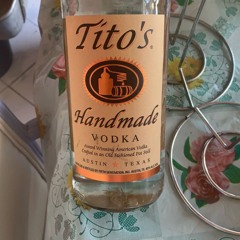 Tito's®
Handmade
VODKA
Award Winning American Vodka
Crafted in an Old Fashioned Pot Still
AUSTIN TEXAS